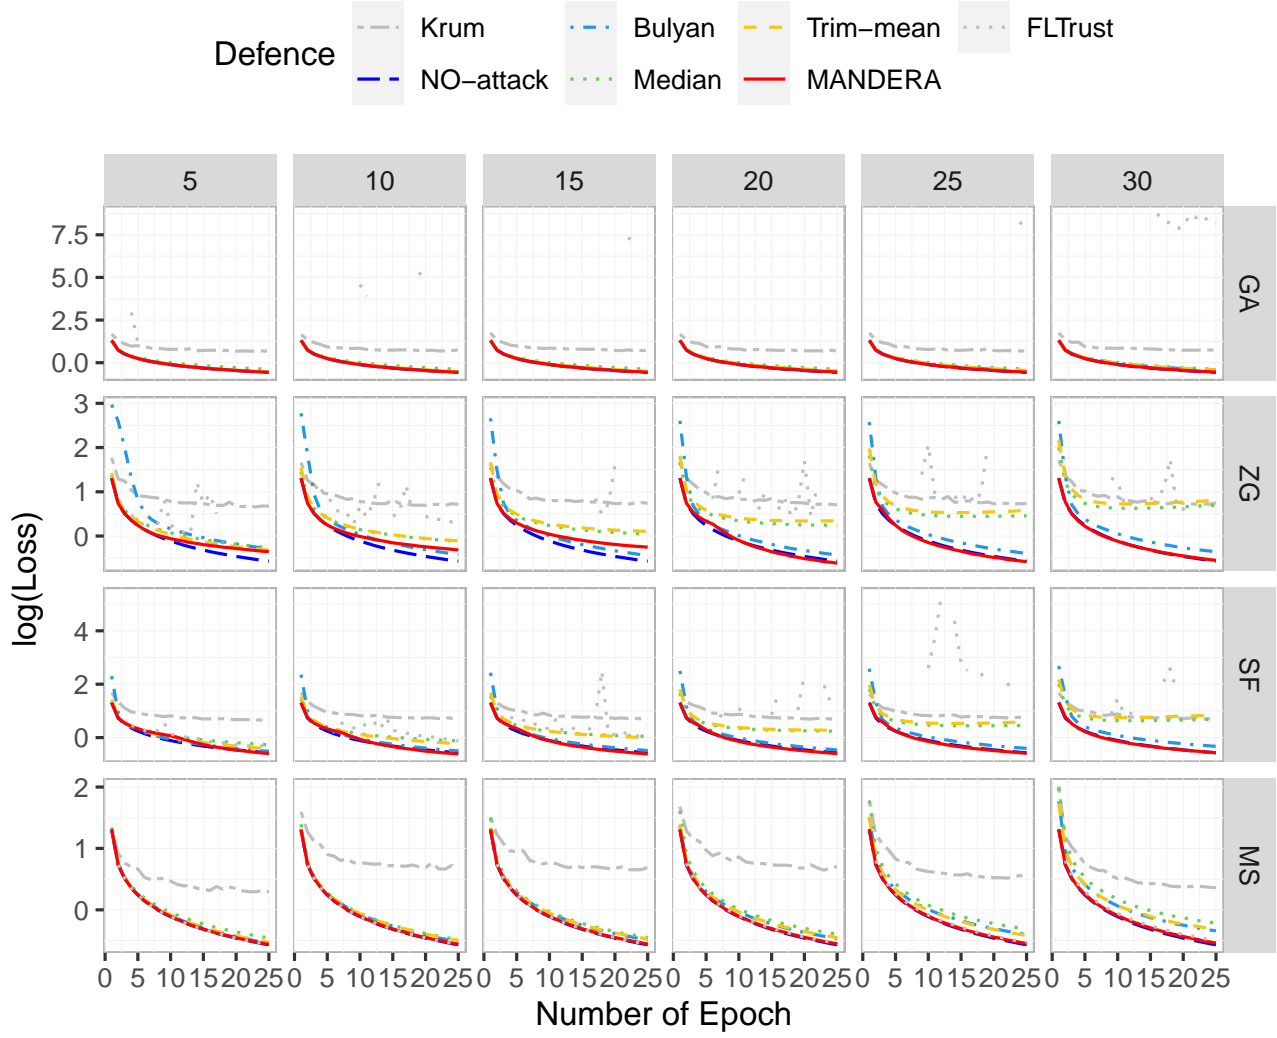 Defence
Krum
Bulyan
Trim−mean
FLTrust
NO−attack
Median
MANDERA
5 10 15 20 25 30
7.5
5.0
2.5
0.0
GA
3
2
1
0
ZG
4
2
0
SF
2
1
0
MS
log(Loss)
0 5 10 15 20 25 0 5 10 15 20 25 0 5 10 15 20 25 0 5 10 15 20 25 0 5 10 15 20 25 0 5 10 15 20 25
Number of Epoch